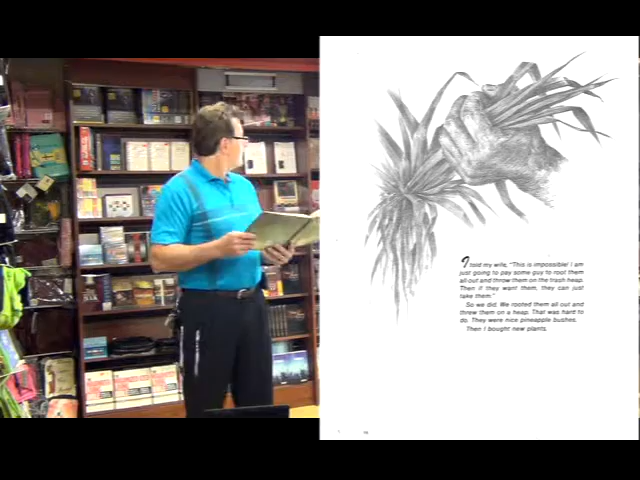 I told my wife, "This is impossible! I am
just going to pay some guy to root them
all out and throw them on the trash heap.
Then if they want them, they can just
take them."
So we did. We rooted them all out and
threw them on a heap. That was hard to
do. They were nice pineapple bushes.
Then I bought new plants.